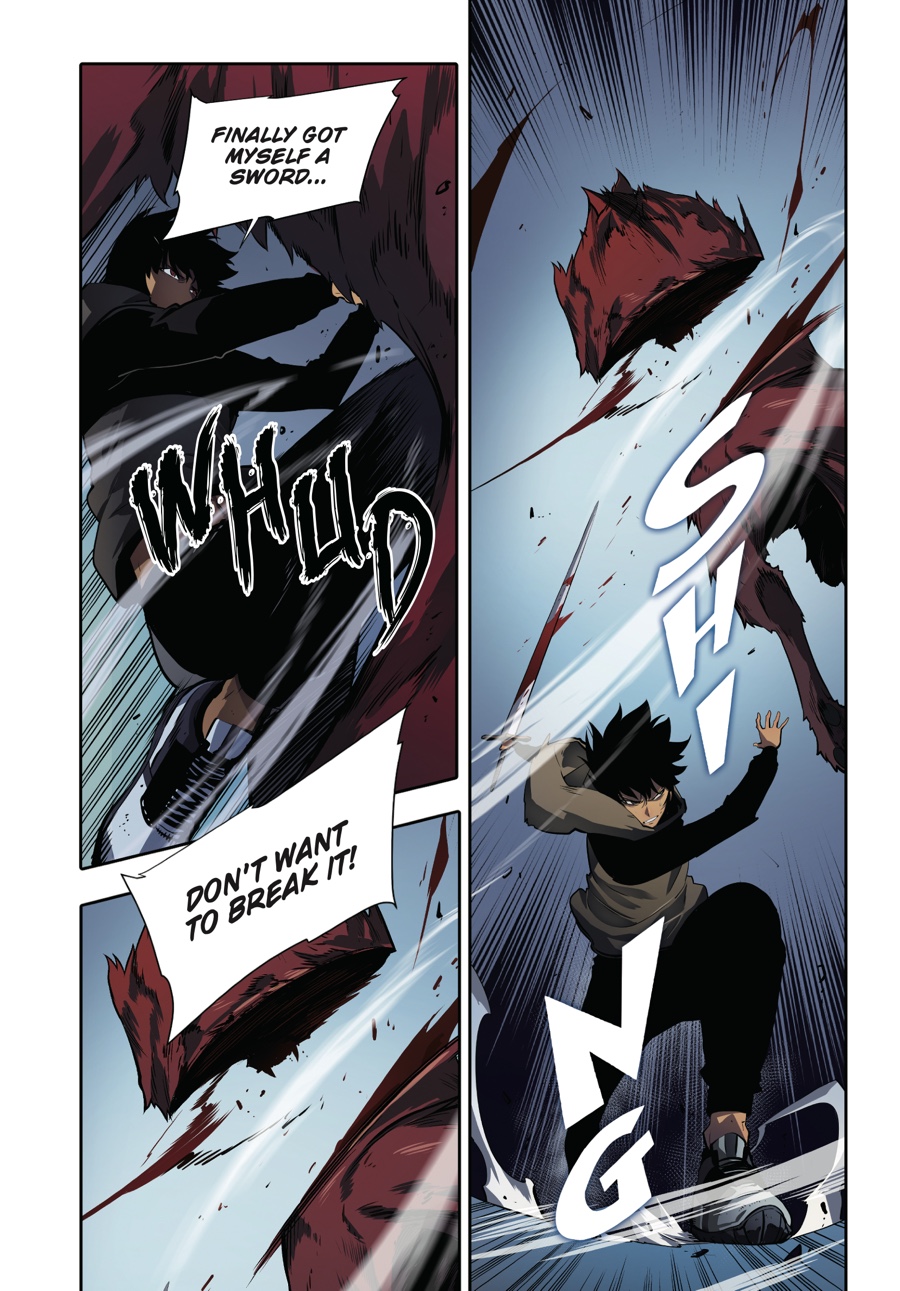 FINALLY GOT
MYSELF A
SWORD...
WHUD
DON'T WANT
TO BREAK IT!
SHING